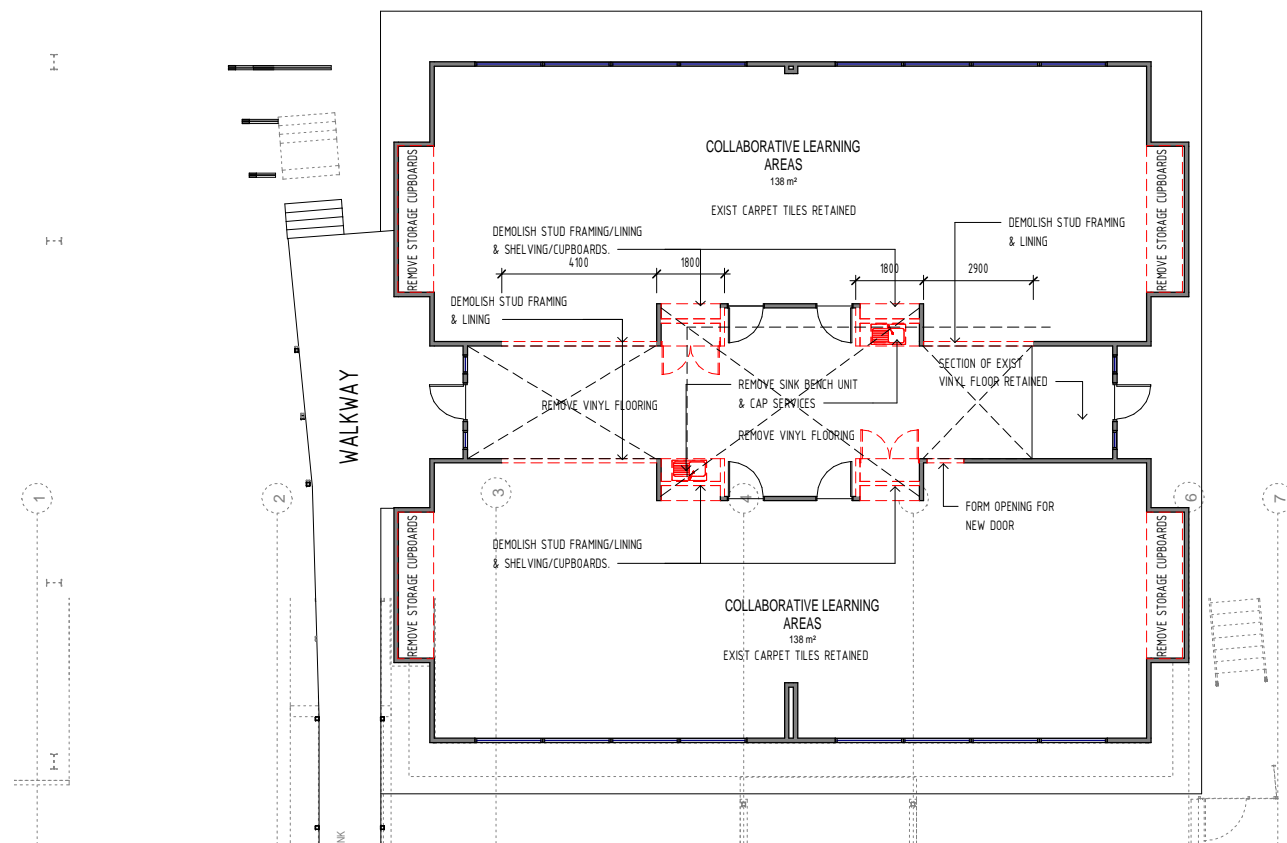 COLLABORATIVE LEARNING
AREAS
138 m²
EXIST CARPET TILES RETAINED
REMOVE STORAGE CUPBOARDS
REMOVE STORAGE CUPBOARDS
DEMOLISH STUD FRAMING/LINING
& SHELVING/CUPBOARDS.
DEMOLISH STUD FRAMING
& LINING
4100
1800
1800
2900
DEMOLISH STUD FRAMING
& LINING
WALKWAY
REMOVE VINYL FLOORING
REMOVE SINK BENCH UNIT
& CAP SERVICES
REMOVE VINYL FLOORING
SECTION OF EXIST
VINYL FLOOR RETAINED
1
2
3
4
6
7
FORM OPENING FOR
NEW DOOR
DEMOLISH STUD FRAMING/LINING
& SHELVING/CUPBOARDS.
REMOVE STORAGE CUPBOARDS
REMOVE STORAGE CUPBOARDS
COLLABORATIVE LEARNING
AREAS
138 m²
EXIST CARPET TILES RETAINED
NK